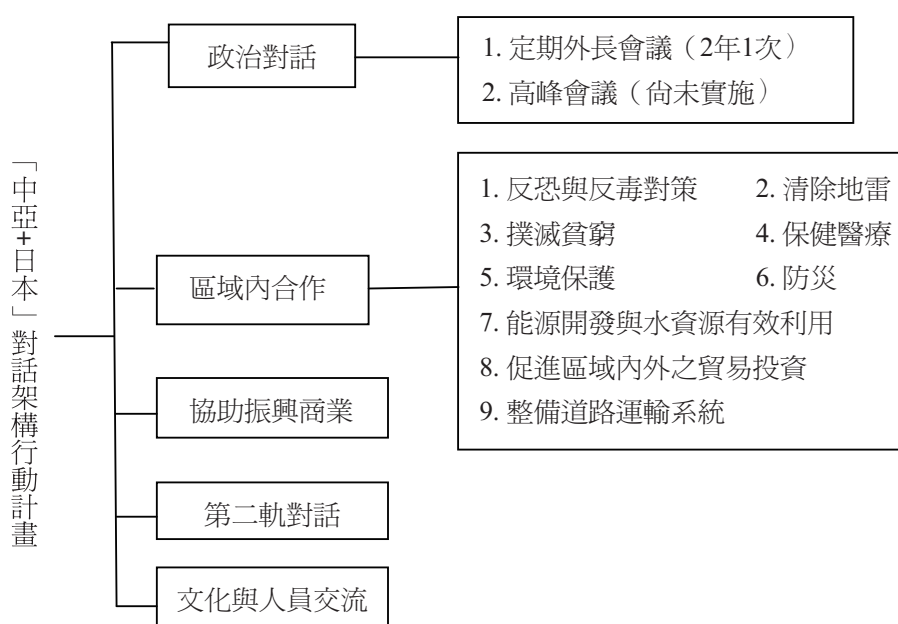 「中亞+日本」對話架構行動計畫
政治對話
1. 定期外長會議（2年1次）
2. 高峰會議（尚未實施）
區域內合作
1. 反恐與反毒對策 2. 清除地雷
3. 撲滅貧窮 4. 保健醫療
5. 環境保護 6. 防災
7. 能源開發與水資源有效利用
8. 促進區域內外之貿易投資
9. 整備道路運輸系統
協助振興商業
第二軌對話
文化與人員交流